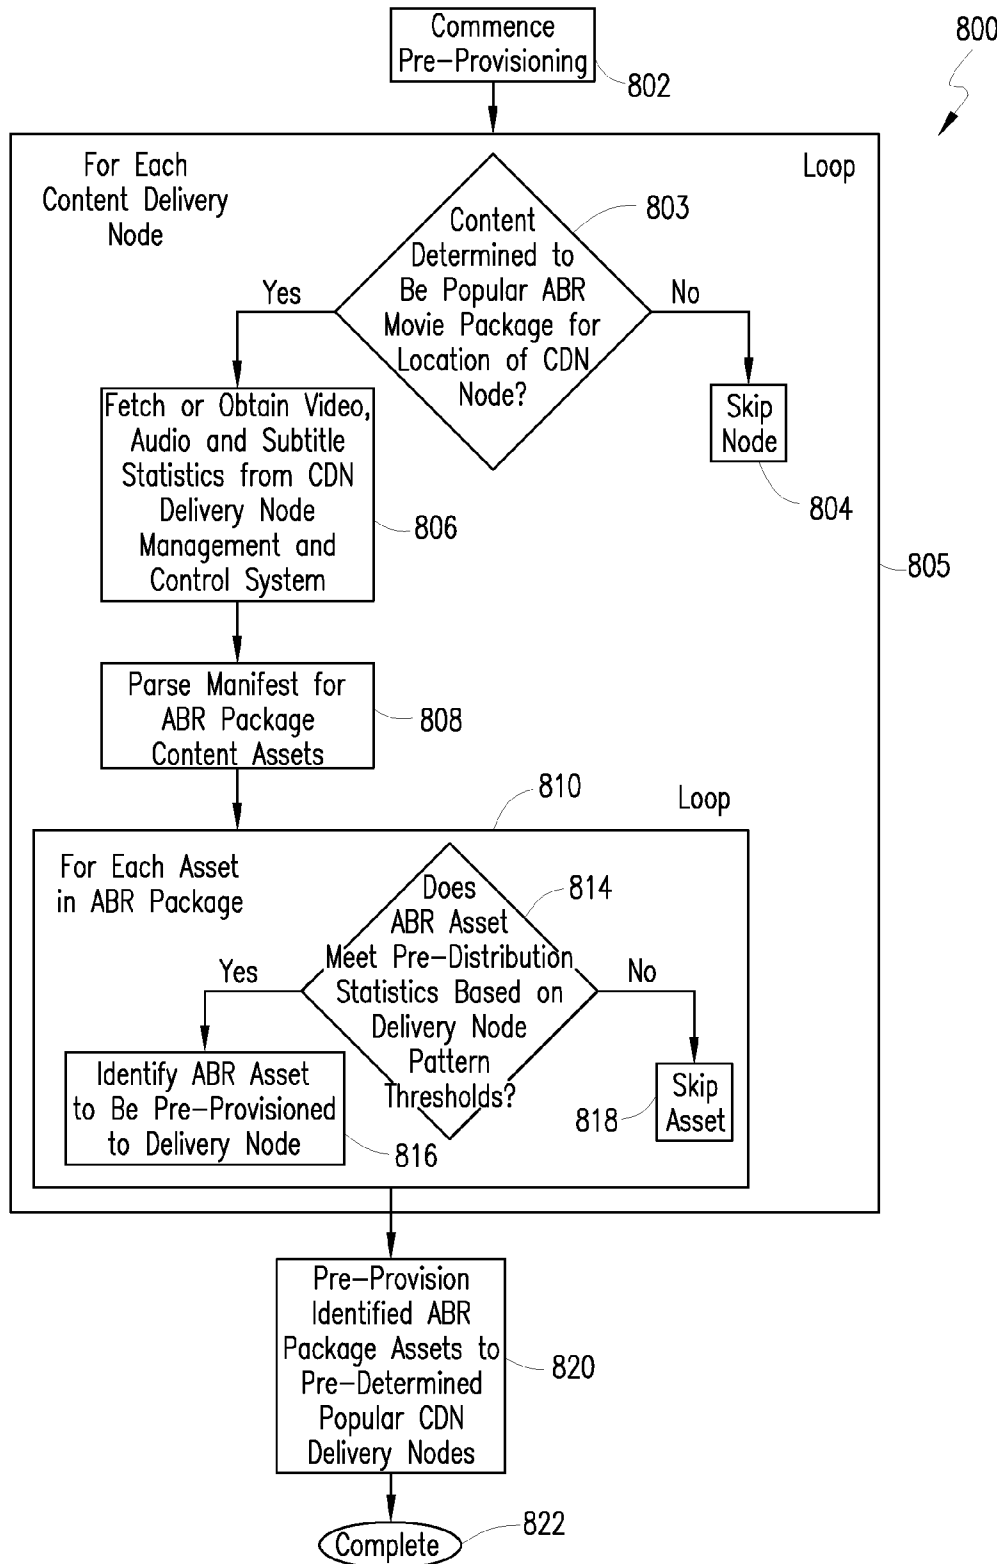 Commence
Pre-Provisioning
802
800
For Each
Content Delivery
Node
Loop
803
Content
Determined to
Be Popular ABR
Movie Package for
Location of CDN
Node?
Yes
No
Skip
Node
804
805
Fetch or Obtain Video,
Audio and Subtitle
Statistics from CDN
Delivery Node
Management and
Control System
806
Parse Manifest for
ABR Package
Content Assets
808
810
Loop
For Each Asset
in ABR Package
814
Does
ABR Asset
Meet Pre-Distribution
Statistics Based on
Delivery Node
Pattern
Thresholds?
Yes
No
Identify ABR Asset
to Be Pre-Provisioned
to Delivery Node
816
818
Skip
Asset
Pre-Provision
Identified ABR
Package Assets to
Pre-Determined
Popular CDN
Delivery Nodes
820
Complete
822